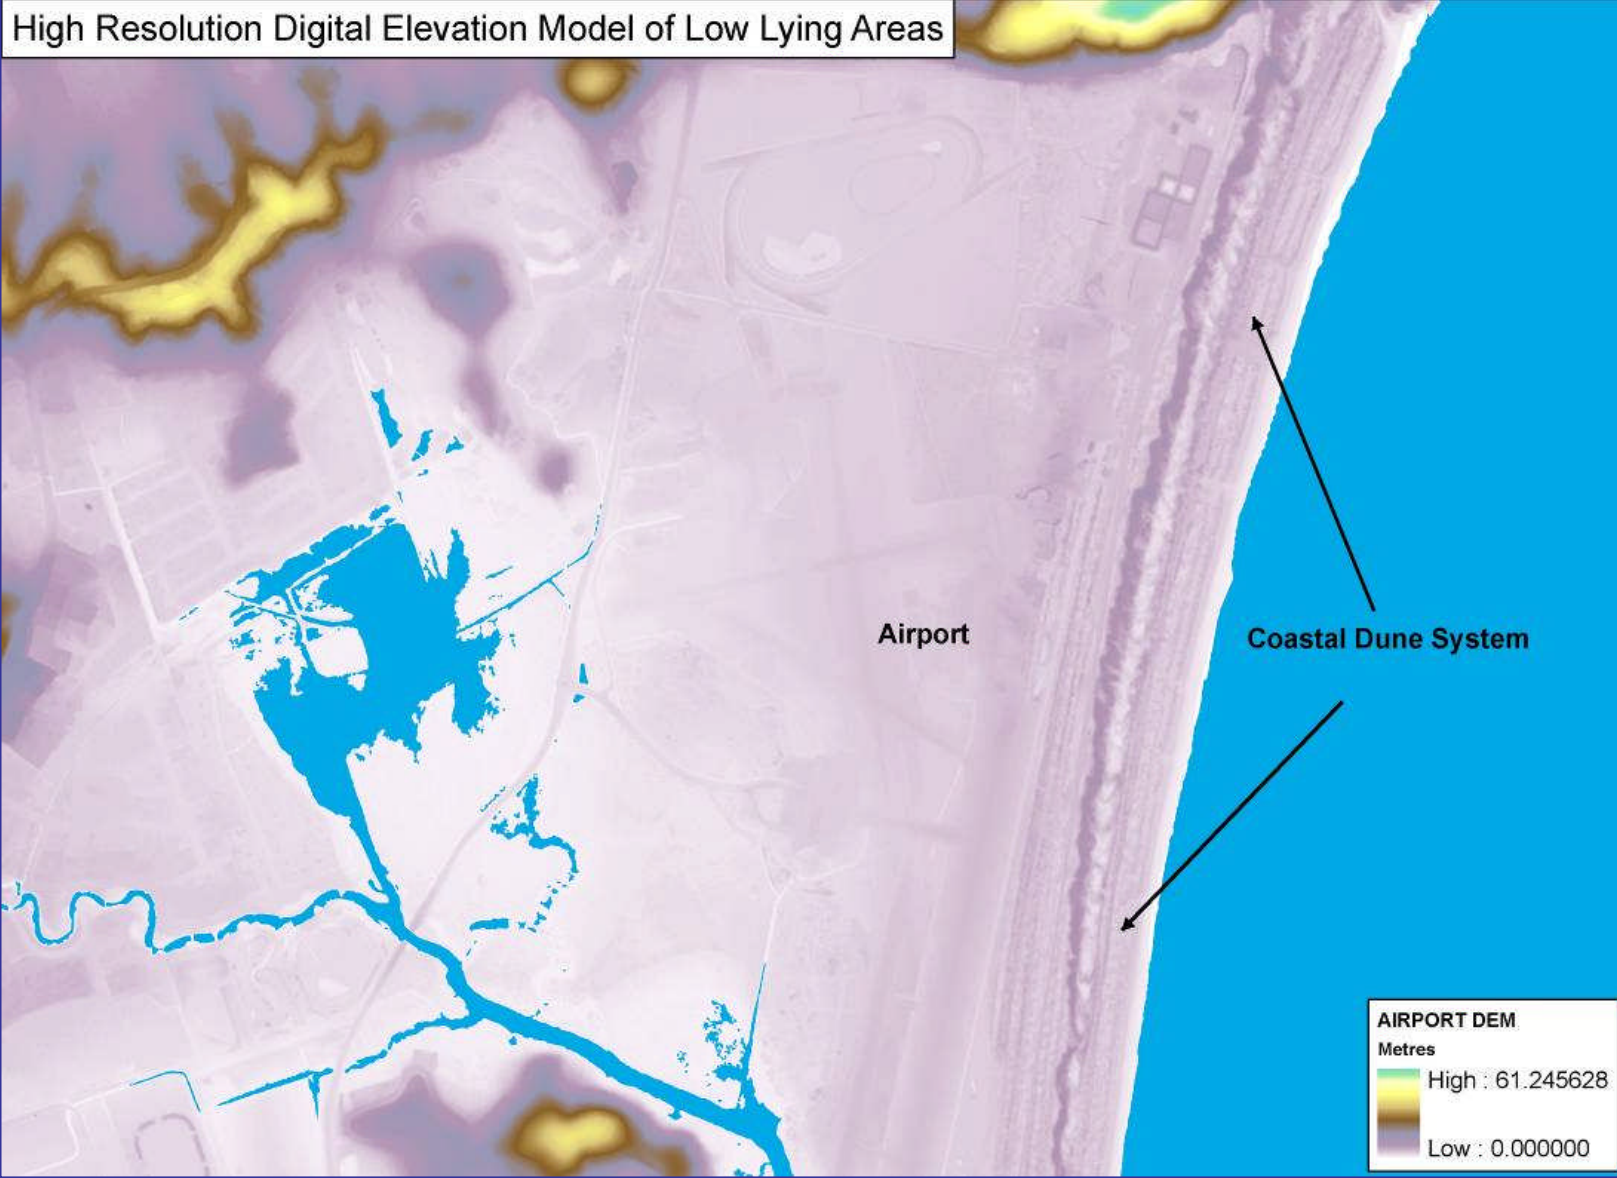 High Resolution Digital Elevation Model of Low Lying Areas
Airport
Coastal Dune System
AIRPORT DEM
Metres
High : 61.245628
Low : 0.000000